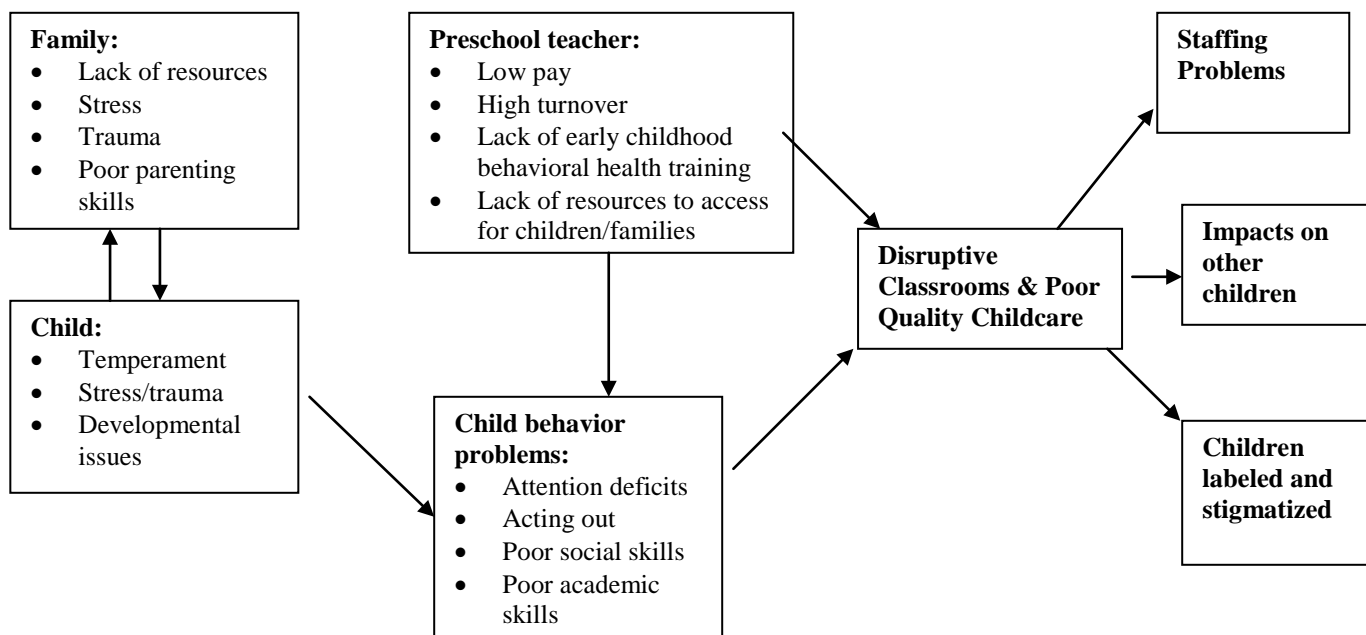 Family:
• Lack of resources
• Stress
• Trauma
• Poor parenting
skills
Preschool teacher:
• Low pay
• High turnover
• Lack of early childhood
behavioral health training
• Lack of resources to access
for children/families
Staffing
Problems
Disruptive
Classrooms & Poor
Quality Childcare
Impacts on
other
children
Child:
• Temperament
• Stress/trauma
• Developmental
issues
Child behavior
problems:
• Attention deficits
• Acting out
• Poor social skills
• Poor academic
skills
Children
labeled and
stigmatized